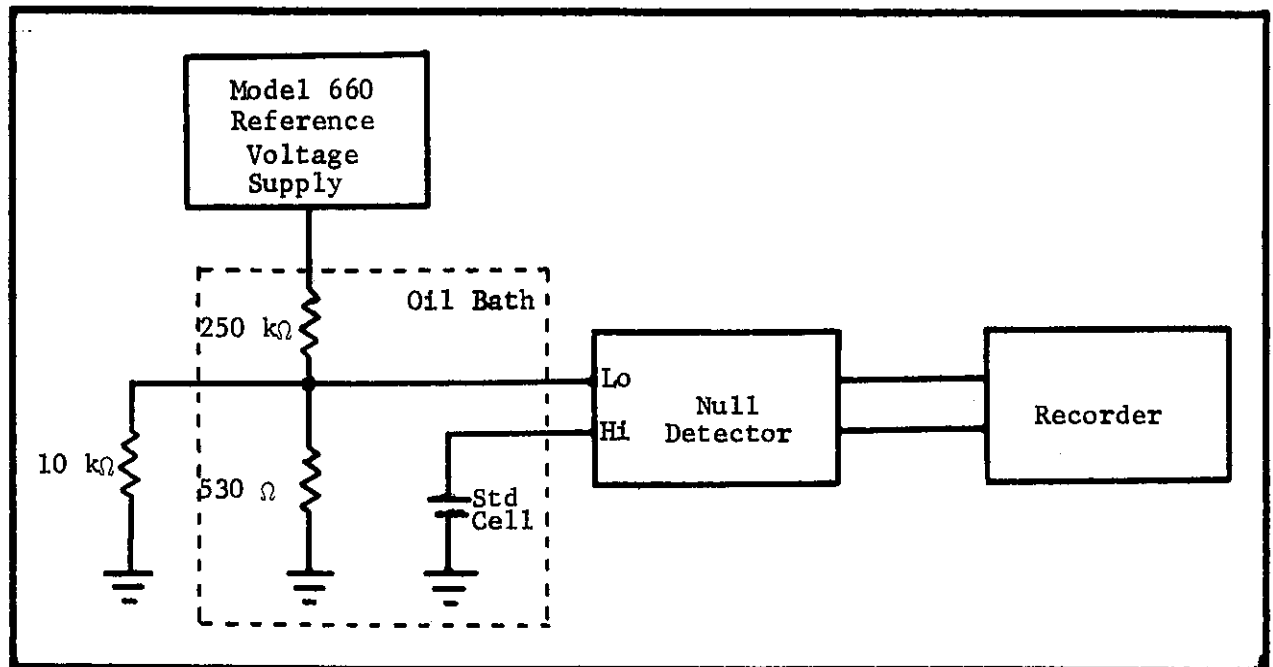 Model 660
Reference
Voltage
Supply
Oil Bath
250 kΩ
Lo
Hi
Null
Detector
Recorder
10 kΩ
530 Ω
Std
Cell